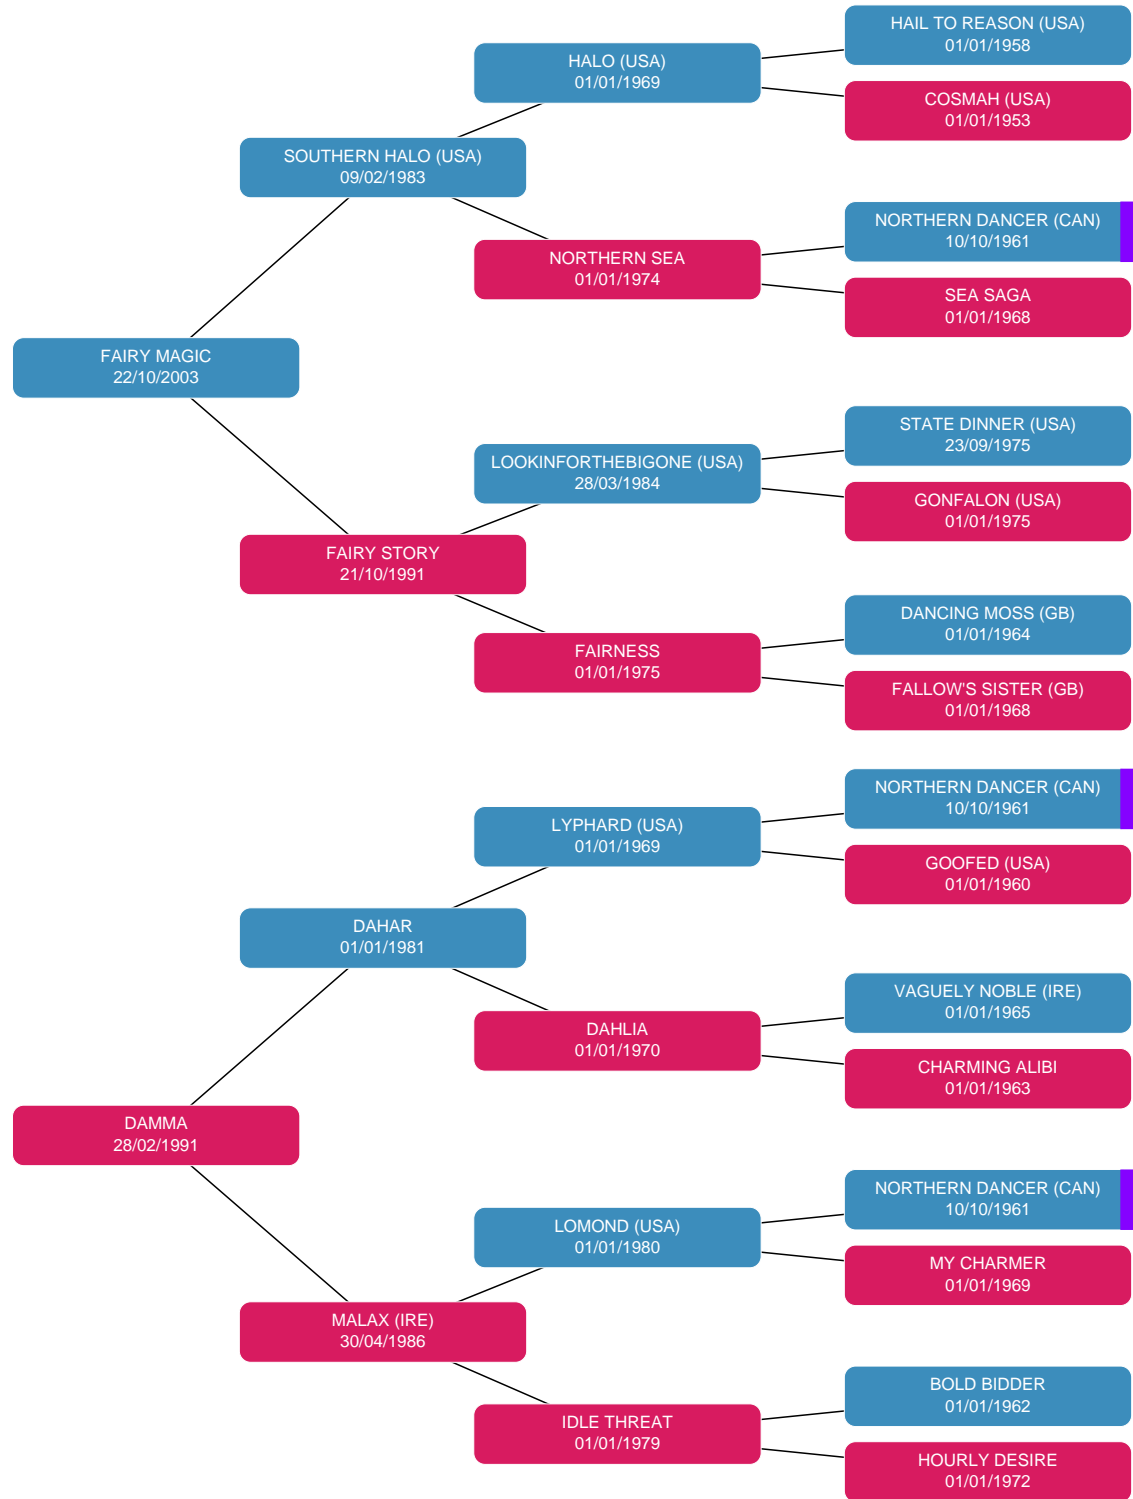 HAIL TO REASON (USA)
01/01/1958
HALO (USA)
01/01/1969
COSMAH (USA)
01/01/1953
SOUTHERN HALO (USA)
09/02/1983
NORTHERN DANCER (CAN)
10/10/1961
NORTHERN SEA
01/01/1974
SEA SAGA
01/01/1968
FAIRY MAGIC
22/10/2003
STATE DINNER (USA)
23/09/1975
LOOKINFORTHEBIGONE (USA)
28/03/1984
GONFALON (USA)
01/01/1975
FAIRY STORY
21/10/1991
DANCING MOSS (GB)
01/01/1964
FAIRNESS
01/01/1975
FALLOW'S SISTER (GB)
01/01/1968
NORTHERN DANCER (CAN)
10/10/1961
LYPHARD (USA)
01/01/1969
GOOFED (USA)
01/01/1960
DAHAR
01/01/1981
VAGUELY NOBLE (IRE)
01/01/1965
DAHLIA
01/01/1970
CHARMING ALIBI
01/01/1963
DAMMA
28/02/1991
NORTHERN DANCER (CAN)
10/10/1961
LOMOND (USA)
01/01/1980
MY CHARMER
01/01/1969
MALAX (IRE)
30/04/1986
BOLD BIDDER
01/01/1962
IDLE THREAT
01/01/1979
HOURLY DESIRE
01/01/1972